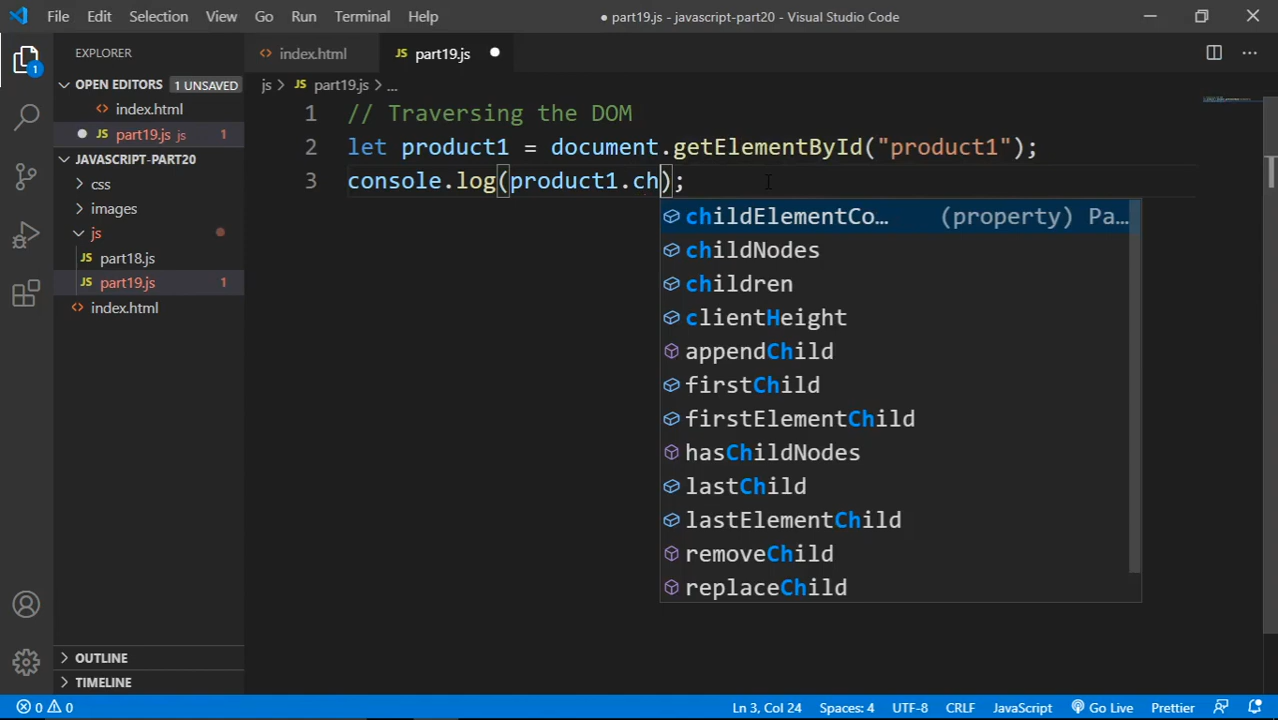 File Edit Selection View Go Run Terminal Help ● part19.js - javascript-part20 - Visual Studio Code
EXPLORER
index.html
JS part19.js
OPEN EDITORS 1 UNSAVED
index.html
JS part19.js js 1
JAVASCRIPT-PART20
css
images
js
JS part18.js
JS part19.js 1
index.html
OUTLINE
TIMELINE
1
js > JS part19.js > ...
1 // Traversing the DOM
2 let product1 = document.getElementById("product1");
3 console.log(product1.ch);
childElementCo… (property) Pa…
childNodes
children
clientHeight
appendChild
firstChild
firstElementChild
hasChildNodes
lastChild
lastElementChild
removeChild
replaceChild
0 0 Ln 3, Col 24 Spaces: 4 UTF-8 CRLF JavaScript Go Live Prettier